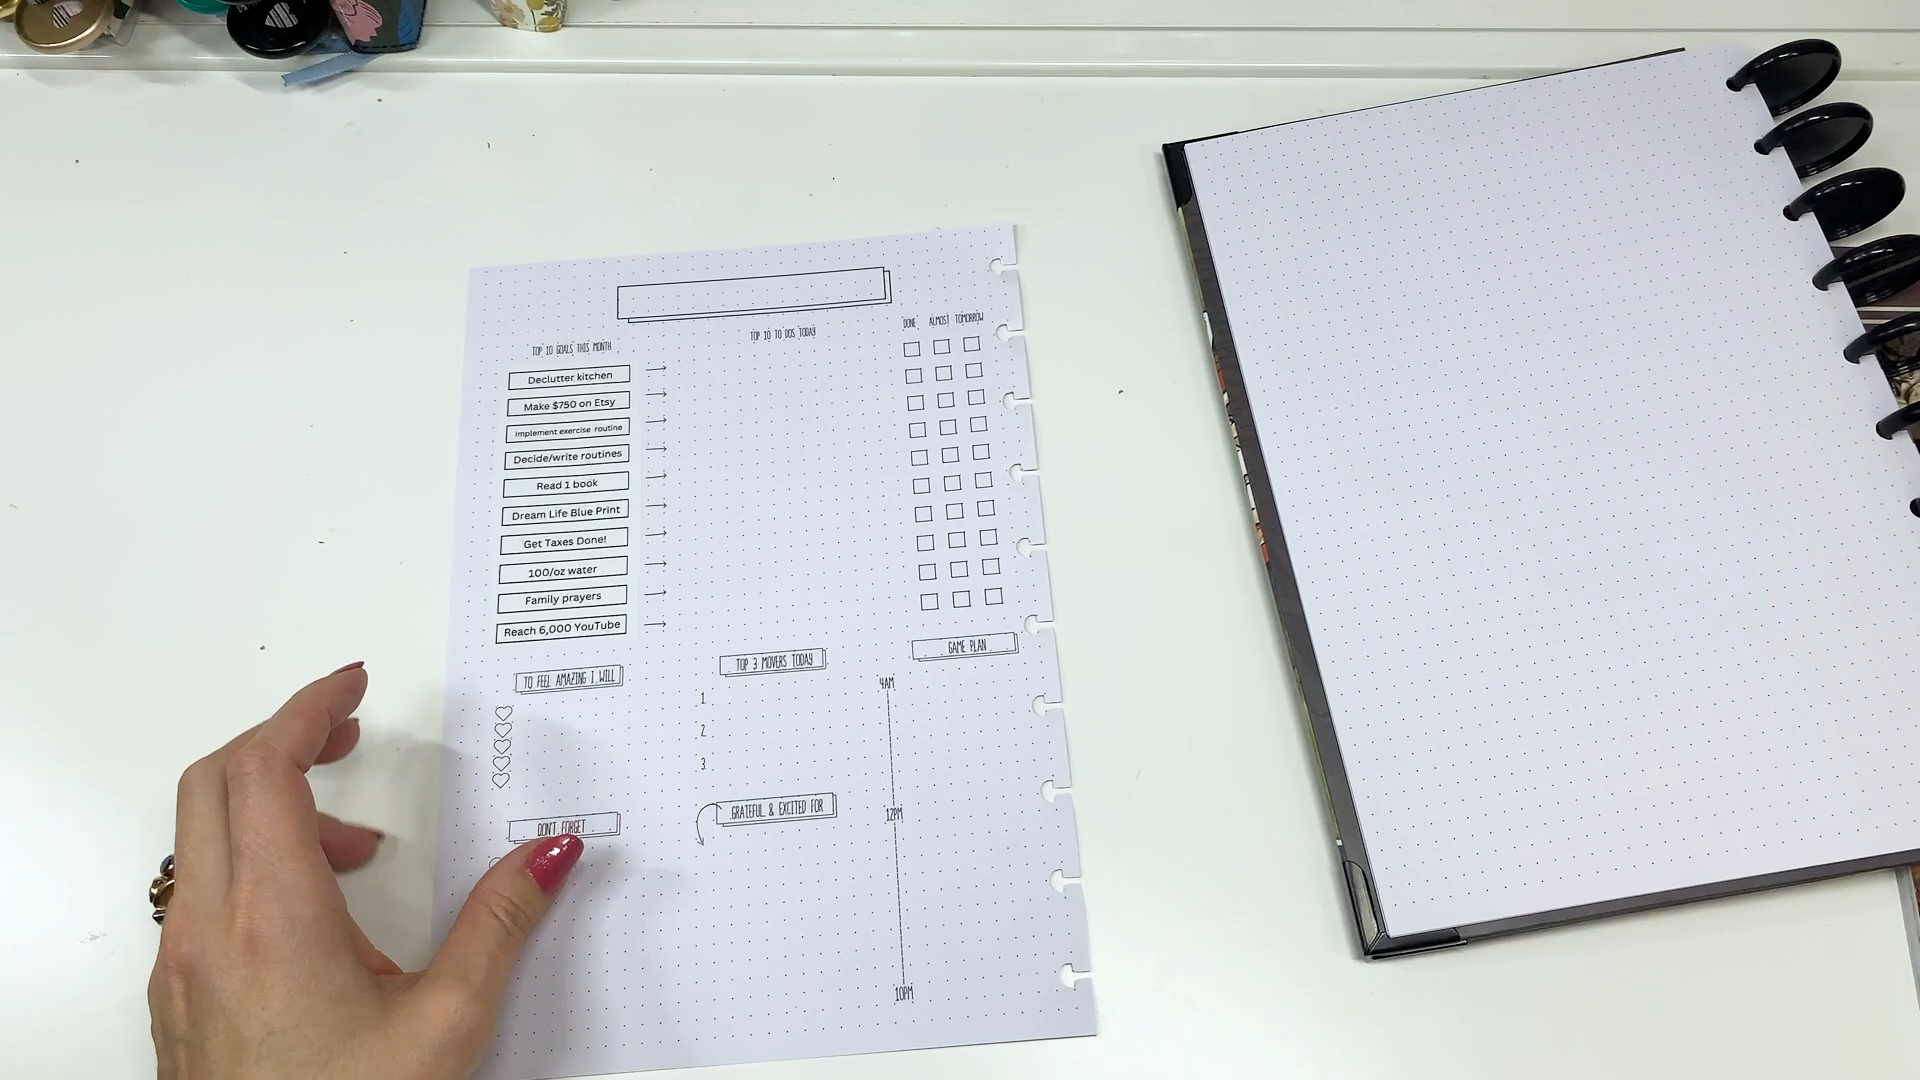 TOP 10 GOALS THIS MONTH
TOP 10 TO DOS TODAY
DONE ALMOST TOMORROW
Declutter kitchen
Make $750 on Etsy
Implement exercise routine
Decide/write routines
Read 1 book
Dream Life Blue Print
Get Taxes Done!
100/oz water
Family prayers
Reach 6,000 YouTube
TO FEEL AMAZING I WILL
TOP 3 MOVERS TODAY
1.
2.
3.
GAME PLAN
4AM
12PM
10PM
DON'T FORGET
GRATEFUL & EXCITED FOR